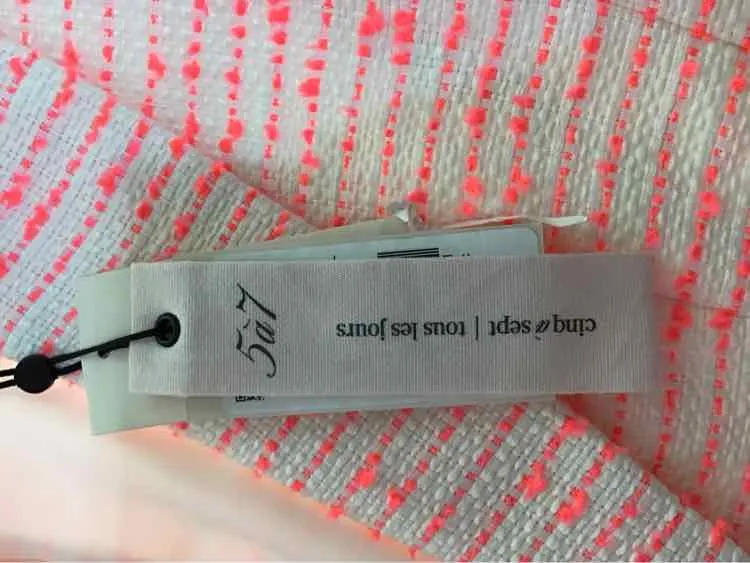 5à7
cinq à sept | tous les jours